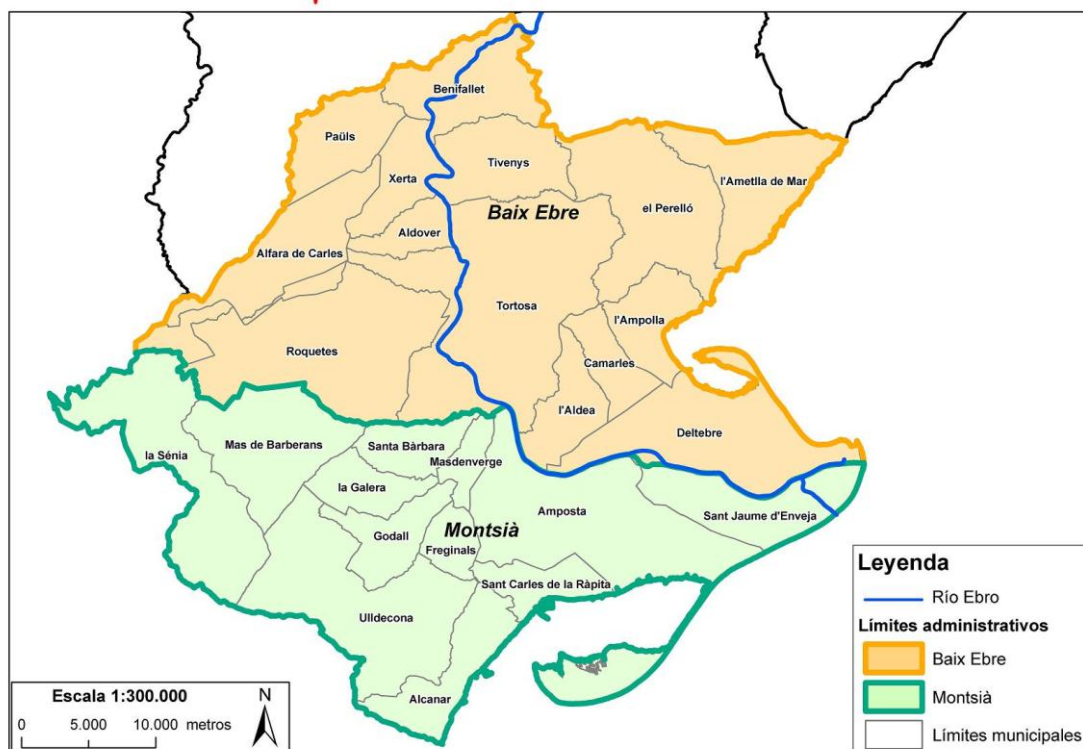 Benifallet
Paüls
Tivenys
Xerta
l'Ametlla de Mar
el Perelló
Baix Ebre
Aldover
Alfara de Carles
Tortosa
l'Ampolla
Roquetes
Camarles
l'Aldea
Deltebre
Mas de Barberans
Santa Bàrbara
la Sénia
Masdenverge
la Galera
Amposta
Sant Jaume d'Enveja
Montsià
Godall
Freginals
Sant Carles de la Ràpita
Ulldecona
Alcanar
Escala 1:300.000
N
0 5.000 10.000 metros
Leyenda
Río Ebro
Límites administrativos
Baix Ebre
Montsià
Límites municipales